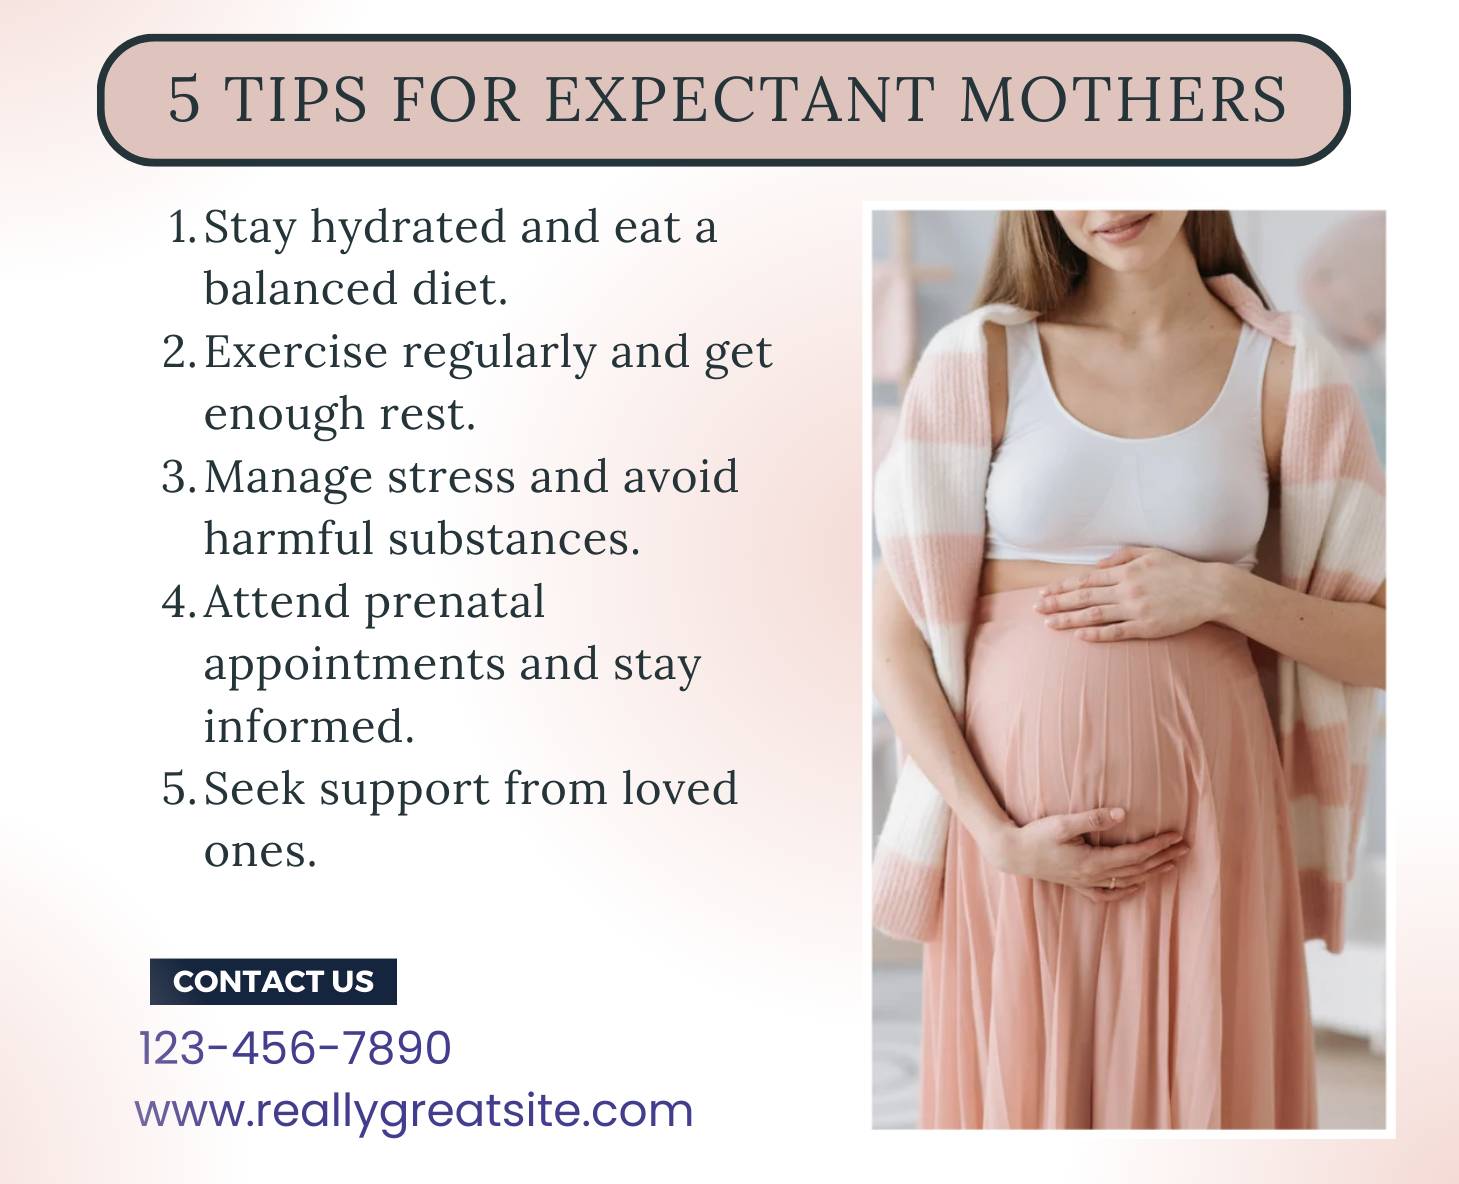 5 TIPS FOR EXPECTANT MOTHERS
1. Stay hydrated and eat a
balanced diet.
2. Exercise regularly and get
enough rest.
3. Manage stress and avoid
harmful substances.
4. Attend prenatal
appointments and stay
informed.
5. Seek support from loved
ones.
CONTACT US
123-456-7890
www.reallygreatsite.com